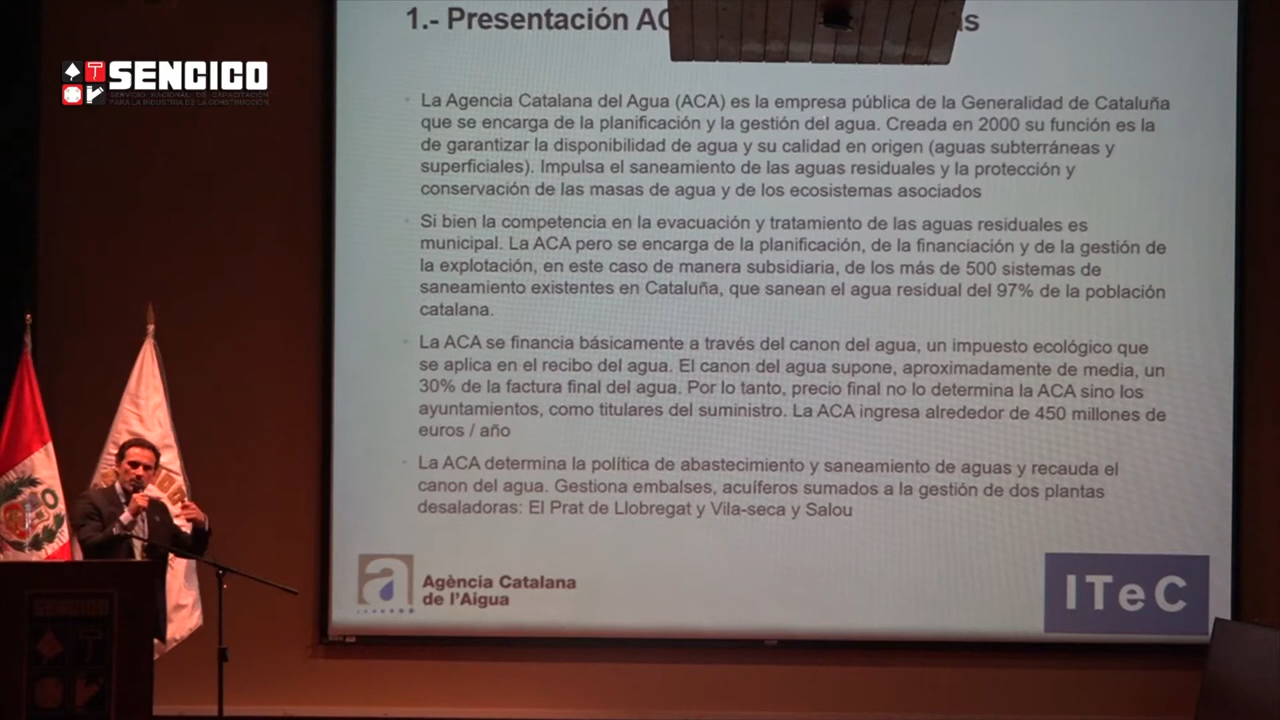 1.- Presentación AC
s
SENCICO
SERVICIO NACIONAL DE CAPACITACIÓN
PARA LA INDUSTRIA DE LA CONSTRUCCIÓN
La Agencia Catalana del Agua (ACA) es la empresa pública de la Generalidad de Cataluña
que se encarga de la planificación y la gestión del agua. Creada en 2000 su función es la
de garantizar la disponibilidad de agua y su calidad en origen (aguas subterráneas y
superficiales). Impulsa el saneamiento de las aguas residuales y la protección y
conservación de las masas de agua y de los ecosistemas asociados
Si bien la competencia en la evacuación y tratamiento de las aguas residuales es
municipal. La ACA pero se encarga de la planificación, de la financiación y de la gestión de
la explotación, en este caso de manera subsidiaria, de los más de 500 sistemas de
saneamiento existentes en Cataluña, que sanean el agua residual del 97% de la población
catalana.
La ACA se financia básicamente a través del canon del agua, un impuesto ecológico que
se aplica en el recibo del agua. El canon del agua supone, aproximadamente de media, un
30% de la factura final del agua. Por lo tanto, precio final no lo determina la ACA sino los
ayuntamientos, como titulares del suministro. La ACA ingresa alrededor de 450 millones de
euros / año
La ACA determina la política de abastecimiento y saneamiento de aguas y recauda el
canon del agua. Gestiona embalses, acuíferos sumados a la gestión de dos plantas
desaladoras: El Prat de Llobregat y Vila-seca y Salou
a
Agència Catalana
de l'Aigua
ITeC
SENCICO